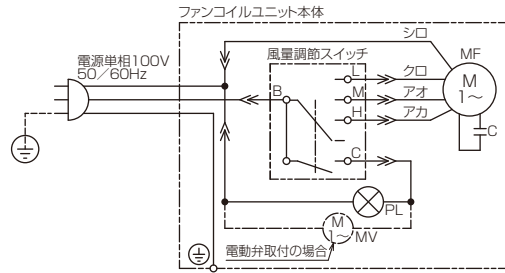 ファンコイルユニット本体
シロ
電源単相100V
50／60Hz
風量調節スイッチ
MF
L
クロ
M
1～
B
M
アオ
H
アカ
C
C
PL
M
1～
MV
電動弁取付の場合